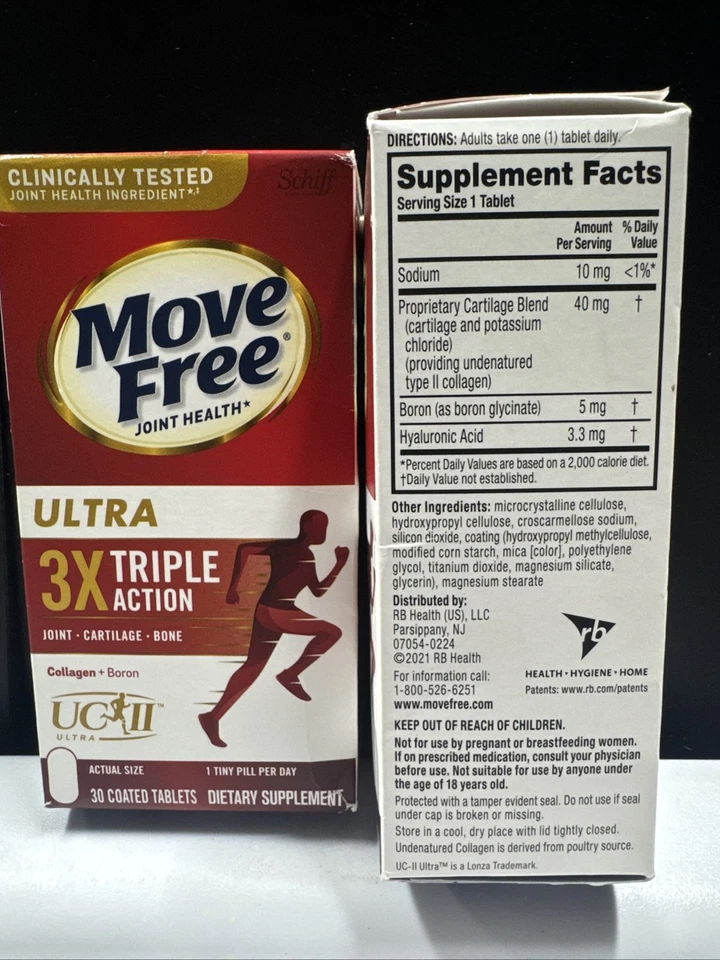 CLINICALLY TESTED
JOINT HEALTH INGREDIENT*,‡
Schiff
Move
Free®
JOINT HEALTH*
ULTRA
3X TRIPLE
ACTION
JOINT · CARTILAGE · BONE
Collagen + Boron
UC II™
ULTRA
ACTUAL SIZE
1 TINY PILL PER DAY
30 COATED TABLETS DIETARY SUPPLEMENT
DIRECTIONS: Adults take one (1) tablet daily.
Supplement Facts
Serving Size 1 Tablet
Amount % Daily
Per Serving Value
Sodium 10 mg <1%*
Proprietary Cartilage Blend 40 mg †
(cartilage and potassium
chloride)
(providing undenatured
type II collagen)
Boron (as boron glycinate) 5 mg †
Hyaluronic Acid 3.3 mg †
*Percent Daily Values are based on a 2,000 calorie diet.
†Daily Value not established.
Other Ingredients: microcrystalline cellulose,
hydroxypropyl cellulose, croscarmellose sodium,
silicon dioxide, coating (hydroxypropyl methylcellulose,
modified corn starch, mica [color], polyethylene
glycol, titanium dioxide, magnesium silicate,
glycerin), magnesium stearate
Distributed by:
RB Health (US), LLC
Parsippany, NJ
07054-0224
©2021 RB Health
For information call:
1-800-526-6251
www.movefree.com
rb
HEALTH · HYGIENE · HOME
Patents: www.rb.com/patents
KEEP OUT OF REACH OF CHILDREN.
Not for use by pregnant or breastfeeding women.
If on prescribed medication, consult your physician
before use. Not suitable for use by anyone under
the age of 18 years old.
Protected with a tamper evident seal. Do not use if seal
under cap is broken or missing.
Store in a cool, dry place with lid tightly closed.
Undenatured Collagen is derived from poultry source.
UC-II Ultra™ is a Lonza Trademark.